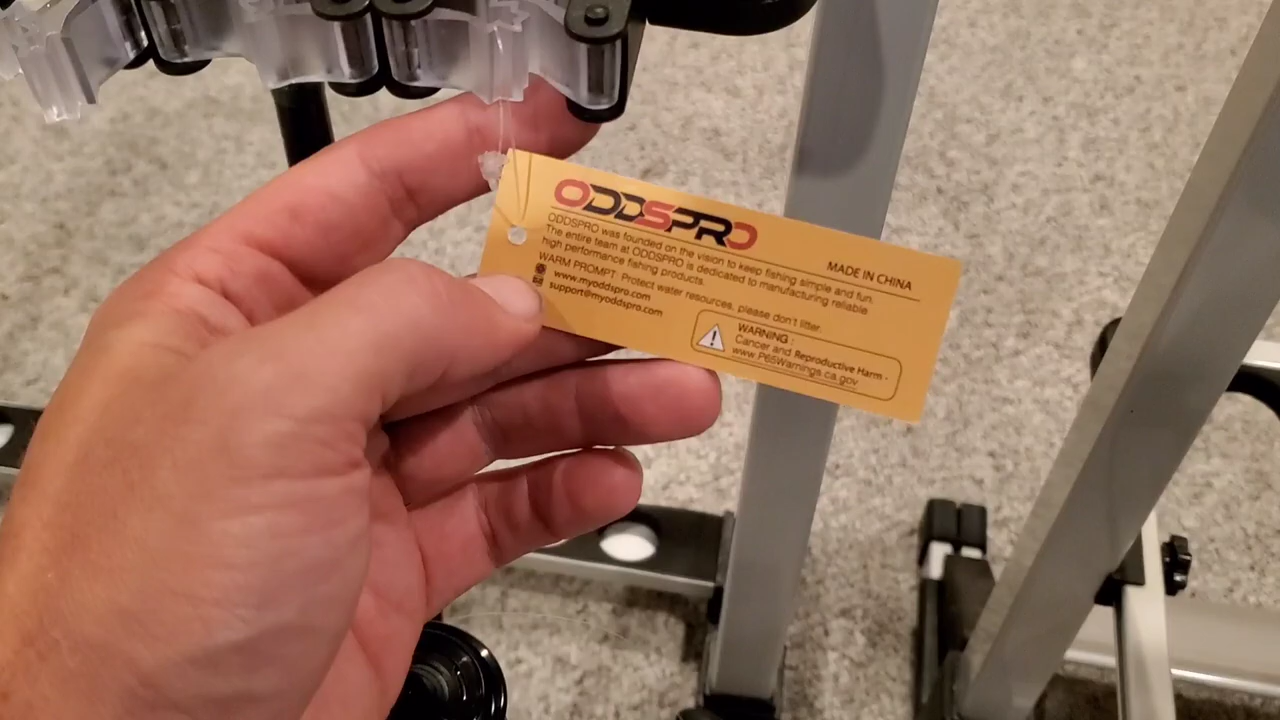 ODDSPRO
MADE IN CHINA
ODDSPRO was founded on the vision to keep fishing simple and fun.
The entire team at ODDSPRO is dedicated to manufacturing reliable
high performance fishing products.
WARM PROMPT: Protect water resources, please don't litter.
www.myoddspro.com
support@myoddspro.com
WARNING :
Cancer and Reproductive Harm -
www.P65Warnings.ca.gov